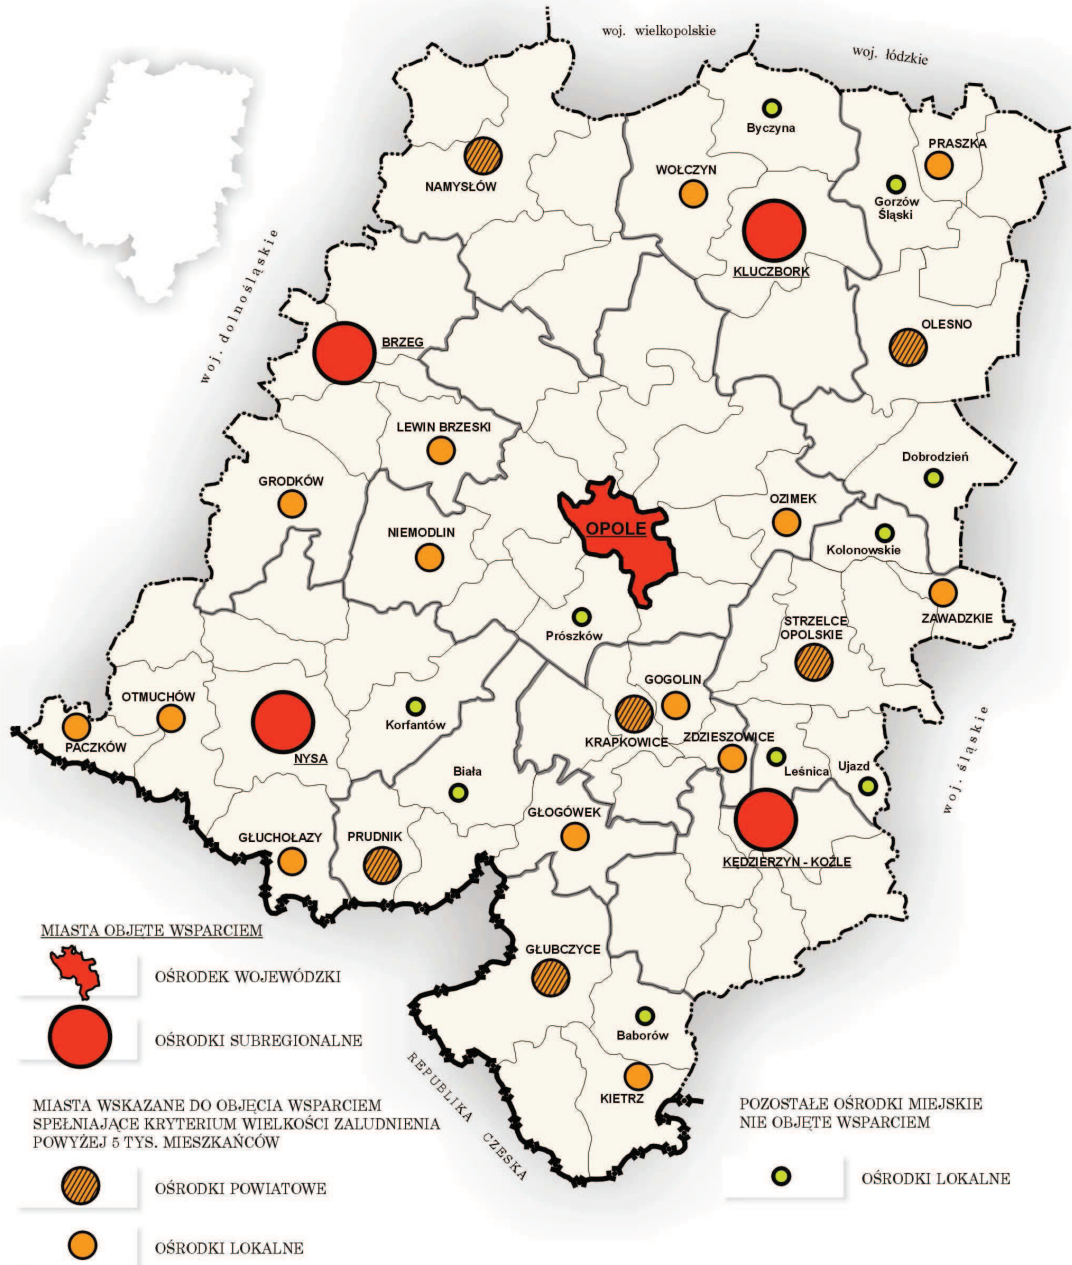 woj. wielkopolskie
woj. łódzkie
Byczyna
PRASZKA
NAMYSŁÓW
WOŁCZYN
Gorzów
Śląski
KLUCZBORK
woj. dolnośląskie
BRZEG
OLESNO
LEWIN BRZESKI
Dobrodzień
GRODKÓW
OZIMEK
NIEMODLIN
OPOLE
Kolonowskie
Prószków
STRZELCE
OPOLSKIE
ZAWADZKIE
OTMUCHÓW
GOGOLIN
PACZKÓW
Korfantów
KRAPKOWICE
ZDZIESZOWICE
NYSA
Biała
Leśnica
Ujazd
woj. śląskie
GŁUCHOŁAZY
PRUDNIK
GŁOGÓWEK
KĘDZIERZYN - KOŹLE
GŁUBCZYCE
Baborów
KIETRZ
REPUBLIKA CZESKA
MIASTA OBJĘTE WSPARCIEM
OŚRODEK WOJEWÓDZKI
OŚRODKI SUBREGIONALNE
MIASTA WSKAZANE DO OBJĘCIA WSPARCIEM
SPEŁNIAJĄCE KRYTERIUM WIELKOŚCI ZALUDNIENIA
POWYŻEJ 5 TYS. MIESZKAŃCÓW
OŚRODKI POWIATOWE
OŚRODKI LOKALNE
POZOSTAŁE OŚRODKI MIEJSKIE
NIE OBJĘTE WSPARCIEM
OŚRODKI LOKALNE